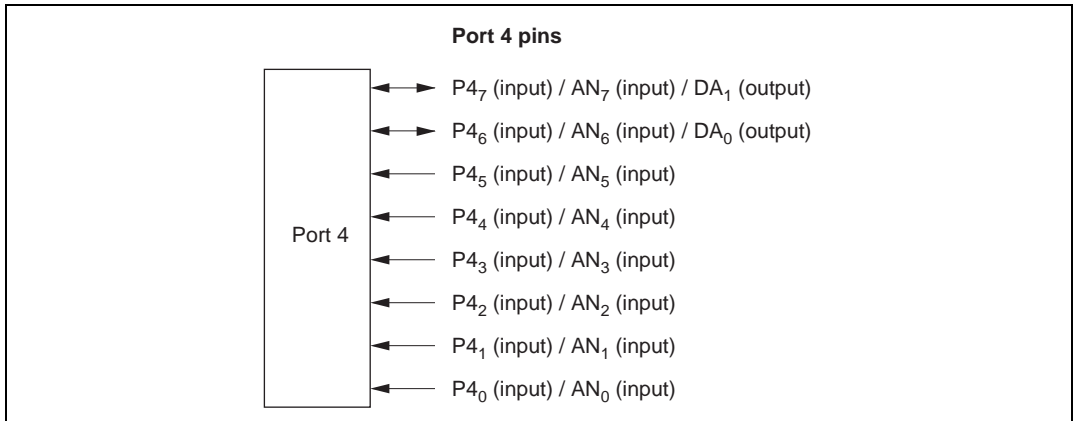 Port 4 pins
P4₇ (input) / AN₇ (input) / DA₁ (output)
P4₆ (input) / AN₆ (input) / DA₀ (output)
P4₅ (input) / AN₅ (input)
P4₄ (input) / AN₄ (input)
Port 4
P4₃ (input) / AN₃ (input)
P4₂ (input) / AN₂ (input)
P4₁ (input) / AN₁ (input)
P4₀ (input) / AN₀ (input)